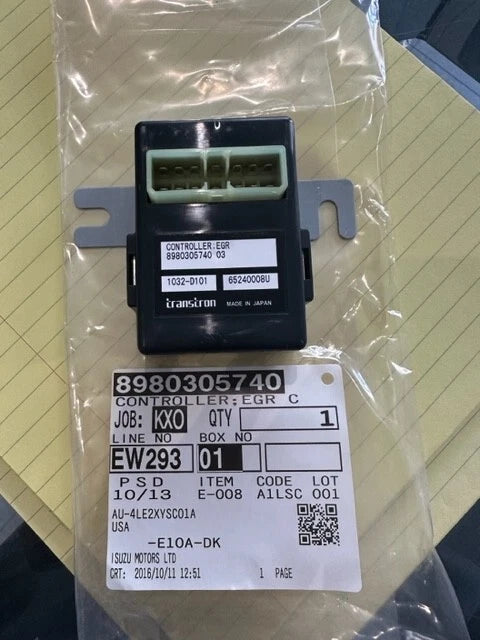 CONTROLLER;EGR
8980305740 03
1032-D101 65240008U
transtron MADE IN JAPAN
8980305740
CONTROLLER;EGR C
JOB: KXO QTY 1
LINE NO BOX NO
EW293 01
PSD ITEM CODE LOT
10/13 E-008 A1LSC 001
AU-4LE2XYSC01A
USA
-E10A-DK
ISUZU MOTORS LTD
CRT: 2016/10/11 12:51 1 PAGE